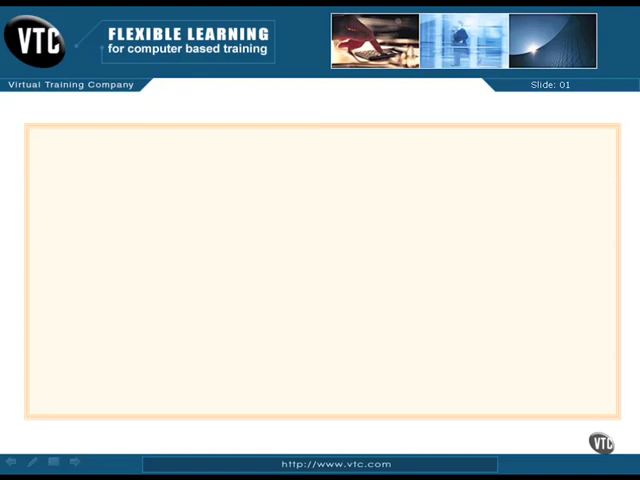 VTC
FLEXIBLE LEARNING
for computer based training
Virtual Training Company
Slide: 01
VTC
http://www.vtc.com